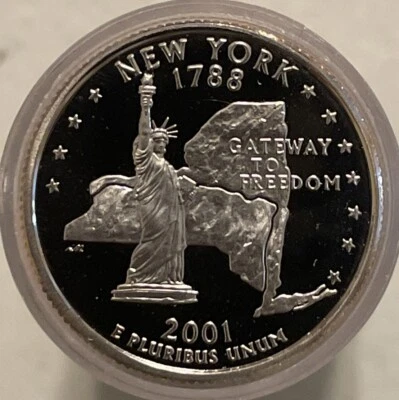 NEW YORK
1788
GATEWAY
TO
FREEDOM
2001
E PLURIBUS UNUM